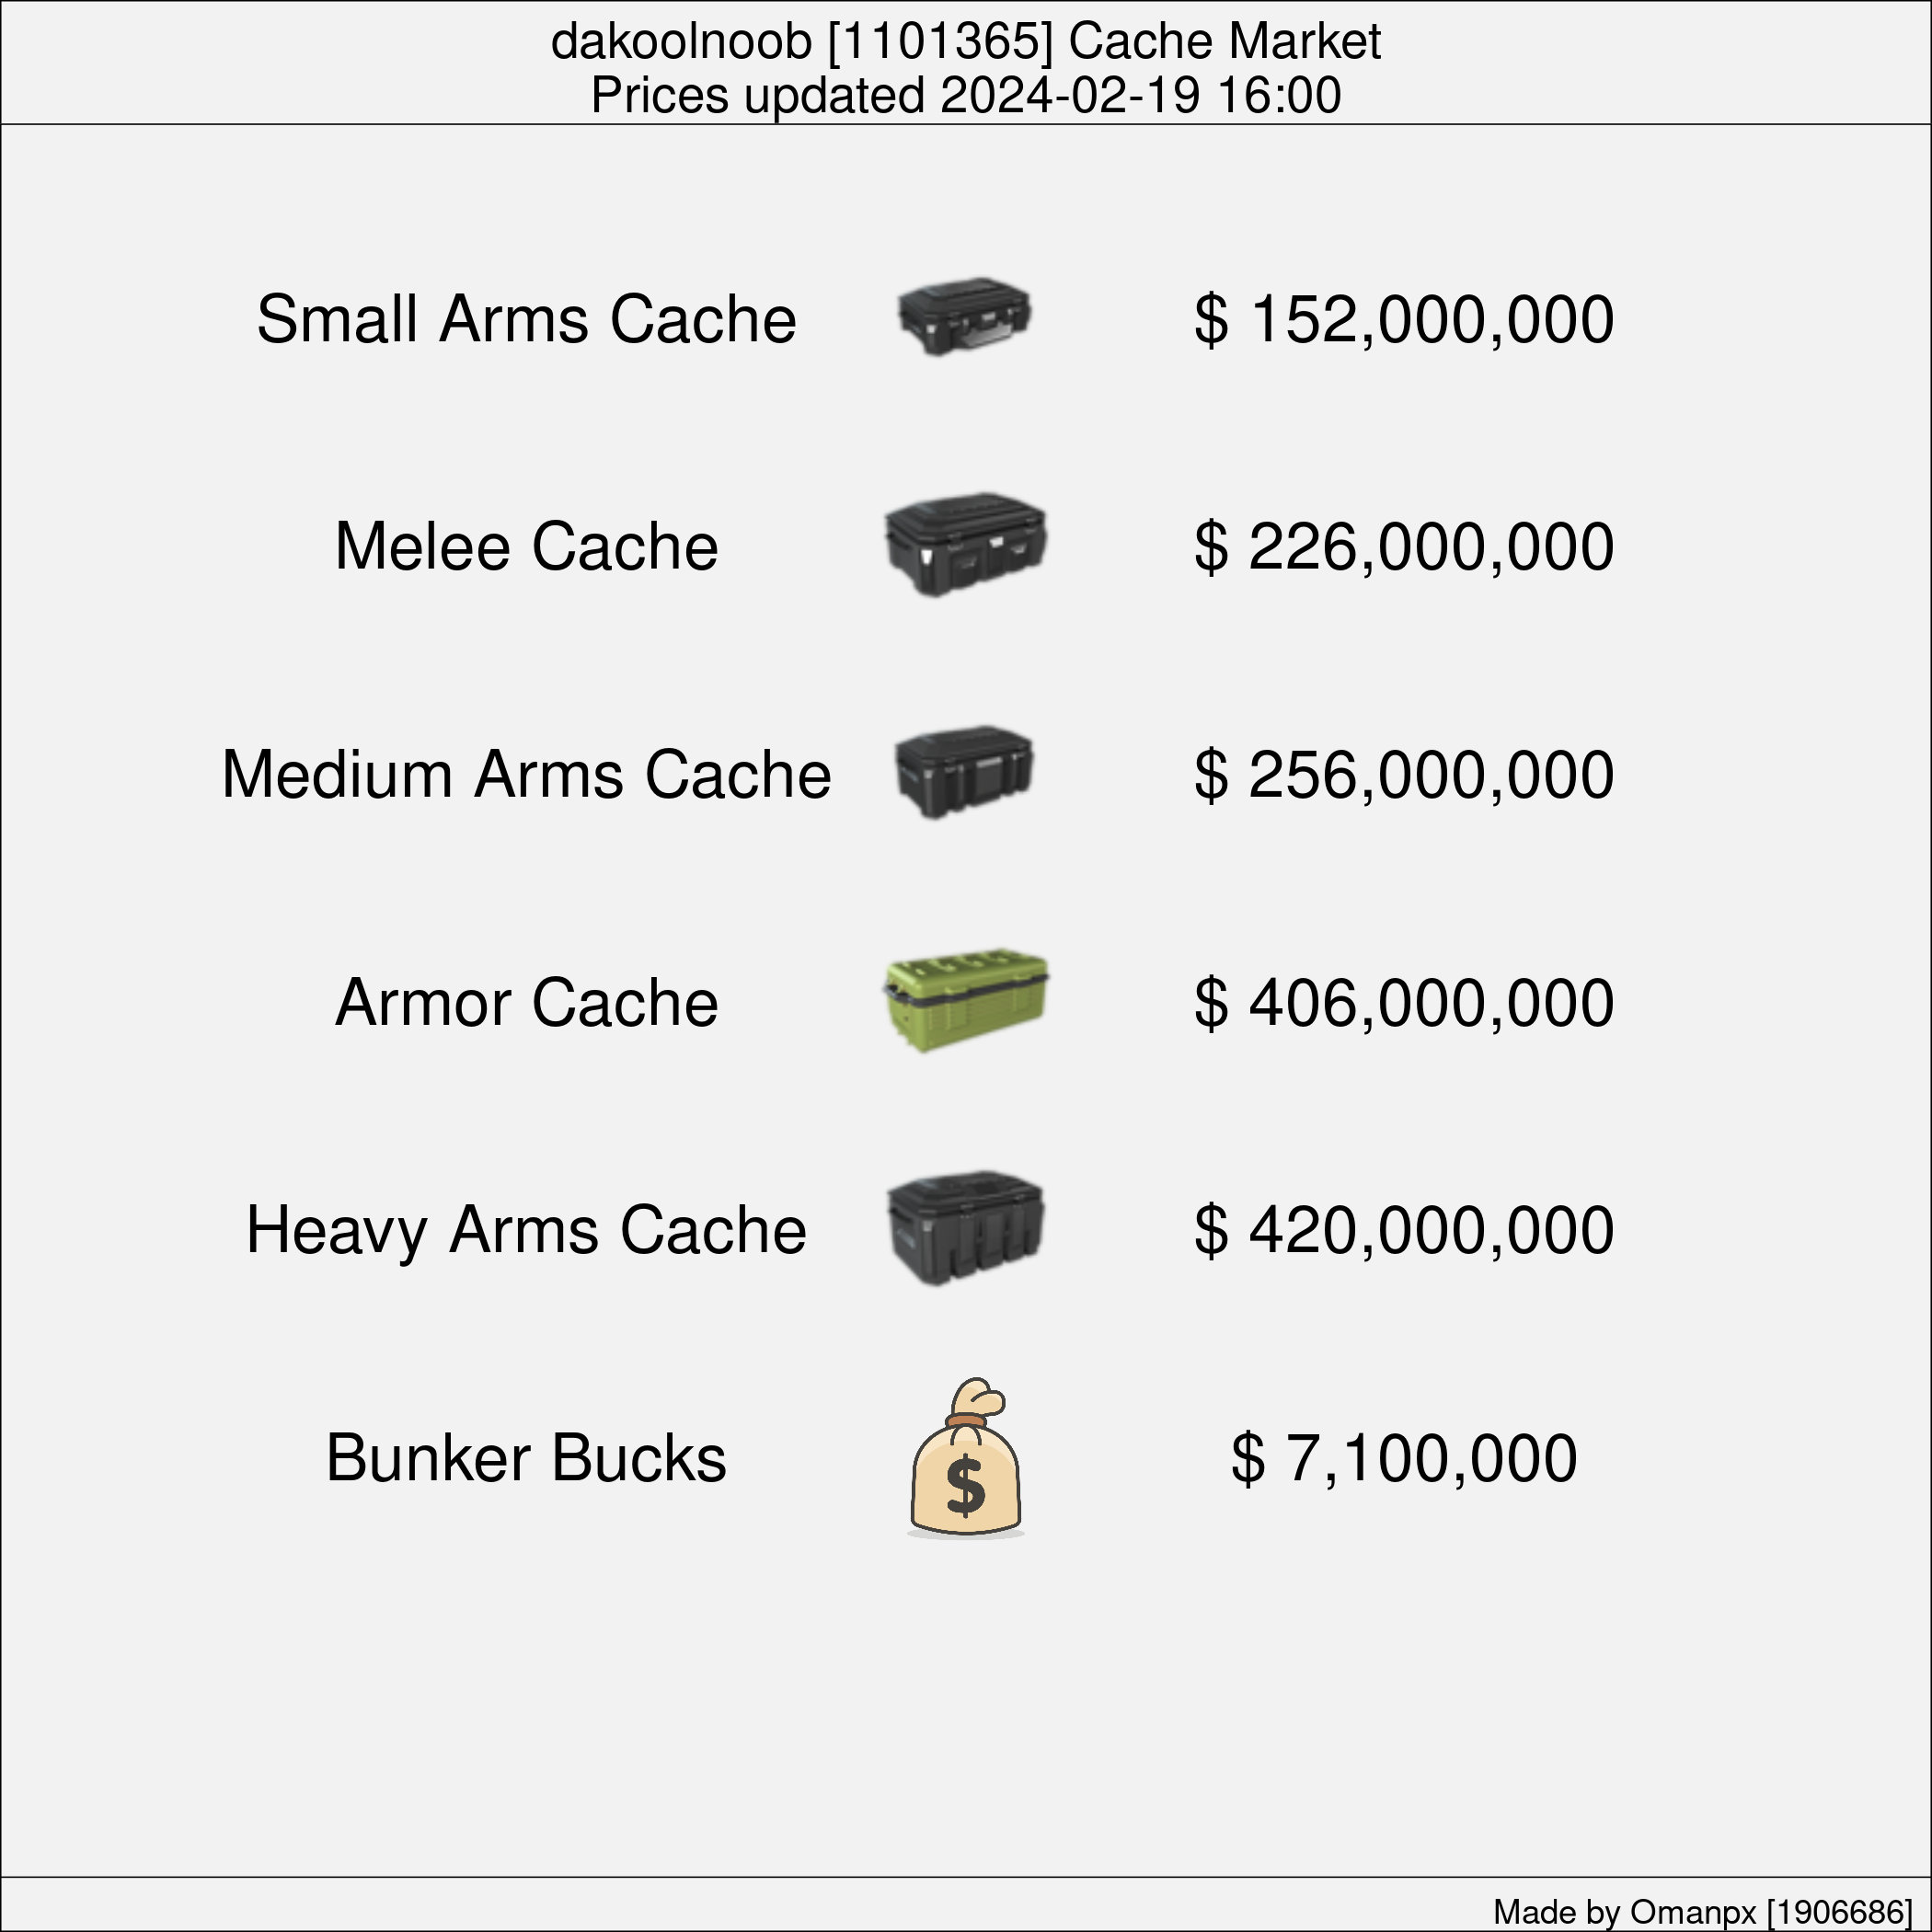 dakoolnoob [1101365] Cache Market
Prices updated 2024-02-19 16:00
Small Arms Cache $ 152,000,000
Melee Cache $ 226,000,000
Medium Arms Cache $ 256,000,000
Armor Cache $ 406,000,000
Heavy Arms Cache $ 420,000,000
Bunker Bucks $ $ 7,100,000
Made by Omanpx [1906686]